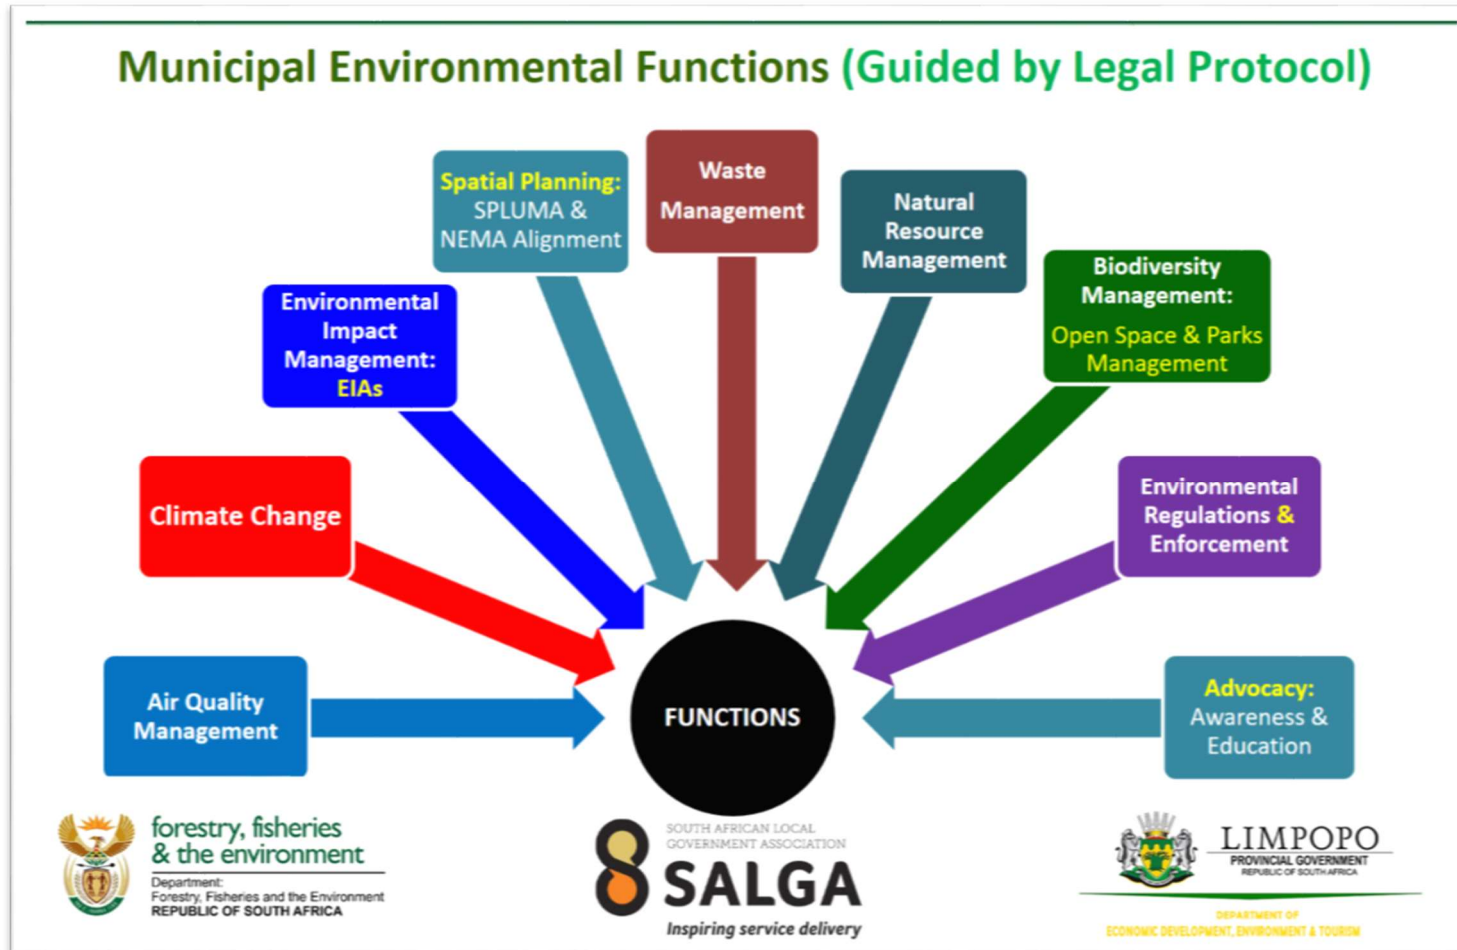 Municipal Environmental Functions (Guided by Legal Protocol)
Waste
Management
Spatial Planning:
SPLUMA &
NEMA Alignment
Natural
Resource
Management
Environmental
Impact
Management:
EIAs
Biodiversity
Management:
Open Space & Parks
Management
Climate Change
Environmental
Regulations &
Enforcement
Air Quality
Management
FUNCTIONS
Advocacy:
Awareness &
Education
forestry, fisheries
& the environment
Department:
Forestry, Fisheries and the Environment
REPUBLIC OF SOUTH AFRICA
SOUTH AFRICAN LOCAL
GOVERNMENT ASSOCIATION
SALGA
Inspiring service delivery
LIMPOPO
PROVINCIAL GOVERNMENT
REPUBLIC OF SOUTH AFRICA
DEPARTMENT OF
ECONOMIC DEVELOPMENT, ENVIRONMENT & TOURISM